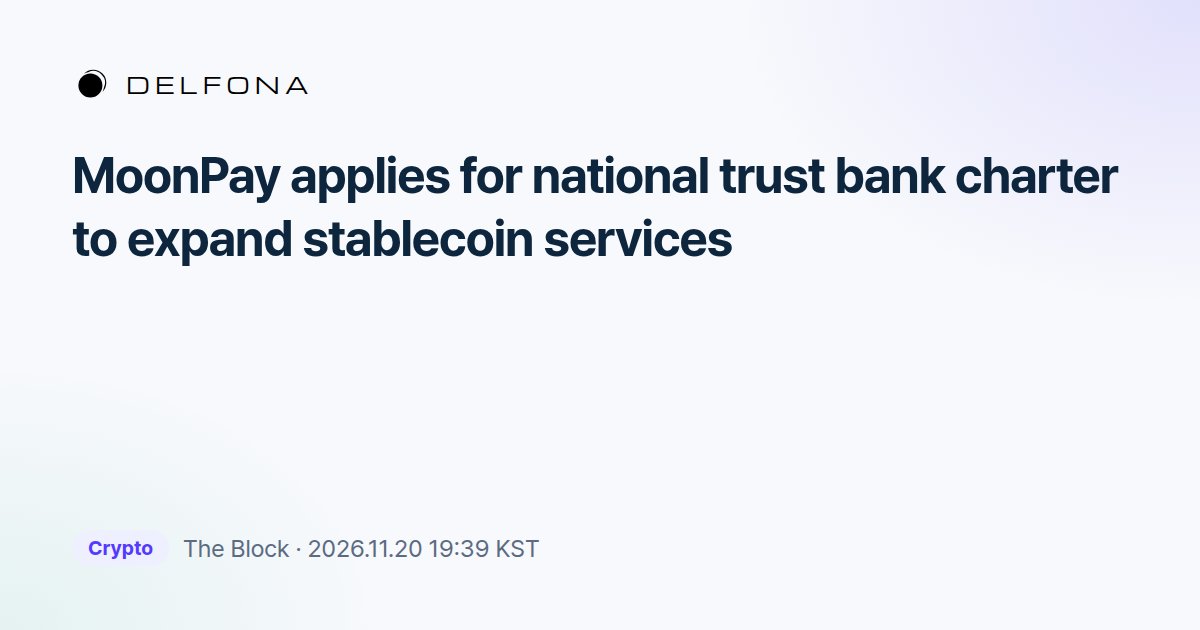 DELFONA
MoonPay applies for national trust bank charter
to expand stablecoin services
Crypto The Block · 2026.11.20 19:39 KST